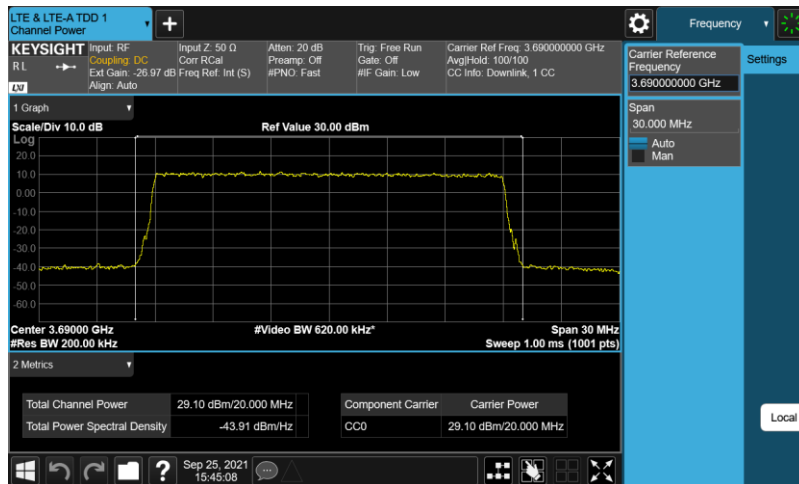 LTE & LTE-A TDD 1
Channel Power
Frequency
KEYSIGHT
RL
LXI
Input: RF
Coupling: DC
Ext Gain: -26.97 dB
Align: Auto
Input Z: 50 Ω
Corr RCal
Freq Ref: Int (S)
Atten: 20 dB
Preamp: Off
#PNO: Fast
Trig: Free Run
Gate: Off
#IF Gain: Low
Carrier Ref Freq: 3.690000000 GHz
Avg|Hold: 100/100
CC Info: Downlink, 1 CC
Carrier Reference
Frequency
3.690000000 GHz
Settings
Span
30.000 MHz
Auto
Man
1 Graph
Scale/Div 10.0 dB
Ref Value 30.00 dBm
Log
20.0
10.0
0.00
-10.0
-20.0
-30.0
-40.0
-50.0
-60.0
Center 3.69000 GHz
#Video BW 620.00 kHz*
Span 30 MHz
#Res BW 200.00 kHz
Sweep 1.00 ms (1001 pts)
2 Metrics
Total Channel Power 29.10 dBm/20.000 MHz
Total Power Spectral Density -43.91 dBm/Hz
Component Carrier Carrier Power
CC0 29.10 dBm/20.000 MHz
Local
?
Sep 25, 2021
15:45:08